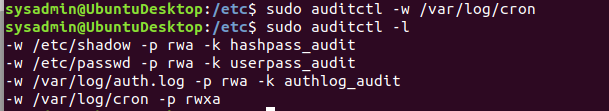 sysadmin@UbuntuDesktop:/etc$ sudo auditctl -w /var/log/cron
sysadmin@UbuntuDesktop:/etc$ sudo auditctl -l
-w /etc/shadow -p rwa -k hashpass_audit
-w /etc/passwd -p rwa -k userpass_audit
-w /var/log/auth.log -p rwa -k authlog_audit
-w /var/log/cron -p rwxa